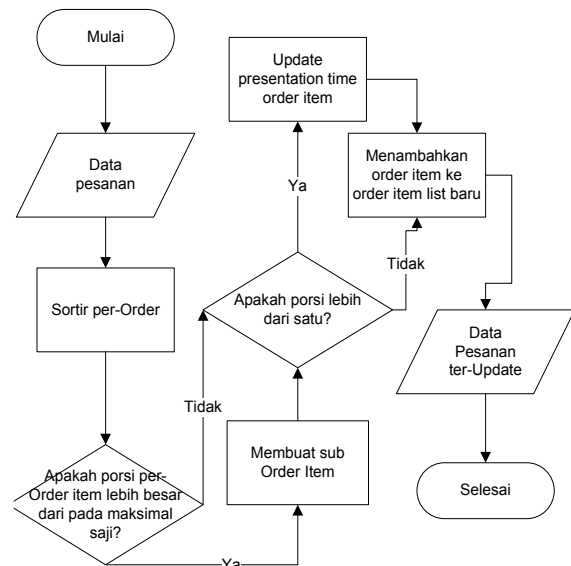 Mulai
Data
pesanan
Sortir per-Order
Apakah porsi per-
Order item lebih besar
dari pada maksimal
saji?
Tidak
Ya
Membuat sub
Order Item
Apakah porsi lebih
dari satu?
Ya
Tidak
Update
presentation time
order item
Menambahkan
order item ke
order item list baru
Data
Pesanan
ter-Update
Selesai